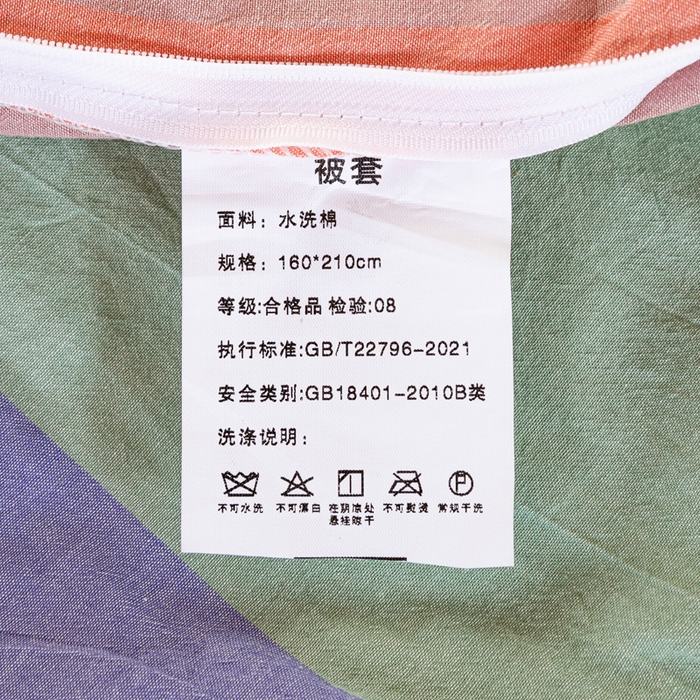 被套
面料：水洗棉
规格：160*210cm
等级:合格品 检验:08
执行标准:GB/T22796-2021
安全类别:GB18401-2010B类
洗涤说明：
不可水洗 不可漂白 在阴凉处悬挂晾干 不可熨烫 常规干洗